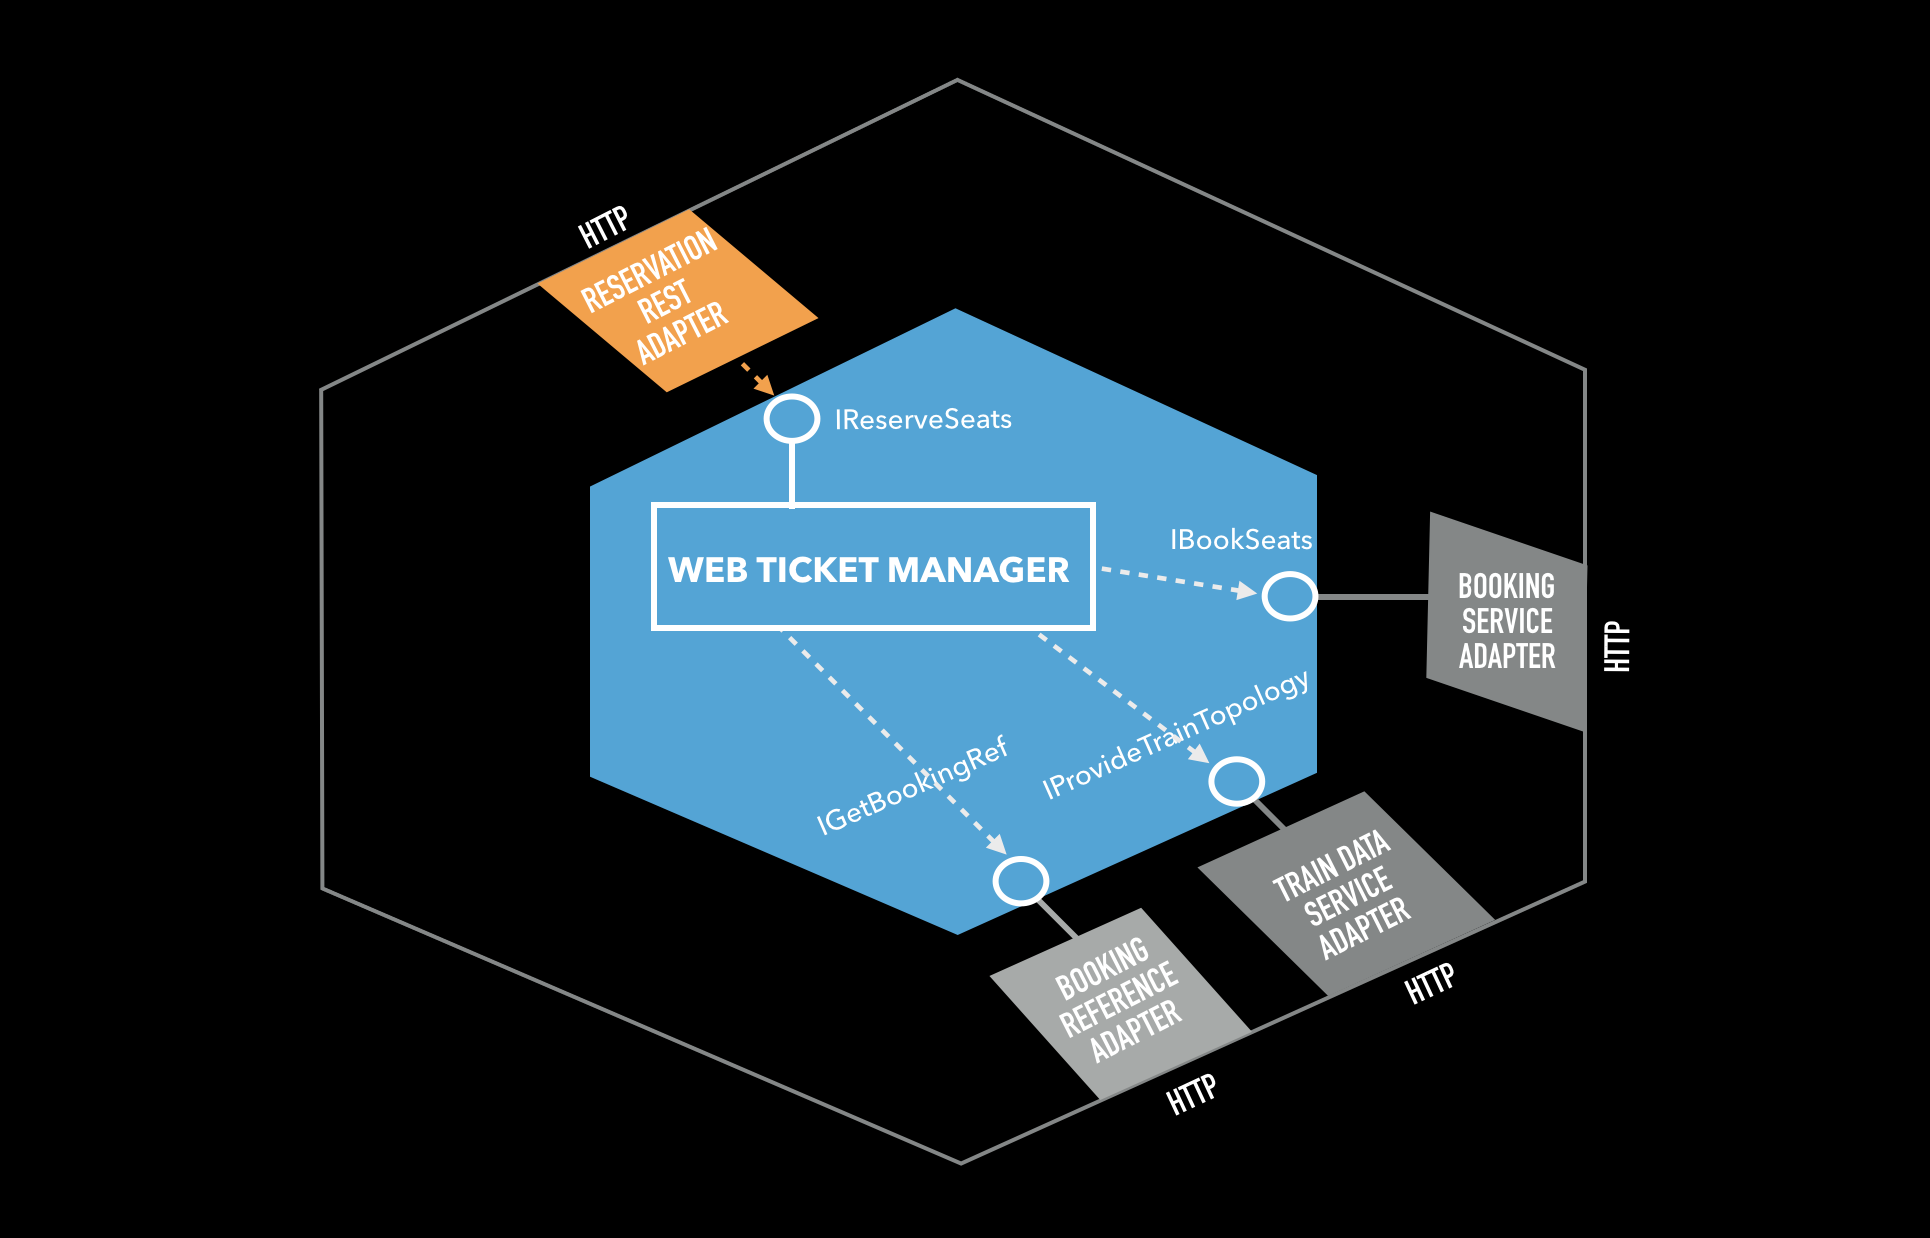 HTTP
RESERVATION
REST
ADAPTER
IReserveSeats
WEB TICKET MANAGER
IBookSeats
BOOKING
SERVICE
ADAPTER
HTTP
IGetBookingRef
IProvideTrainTopology
TRAIN DATA
SERVICE
ADAPTER
HTTP
BOOKING
REFERENCE
ADAPTER
HTTP